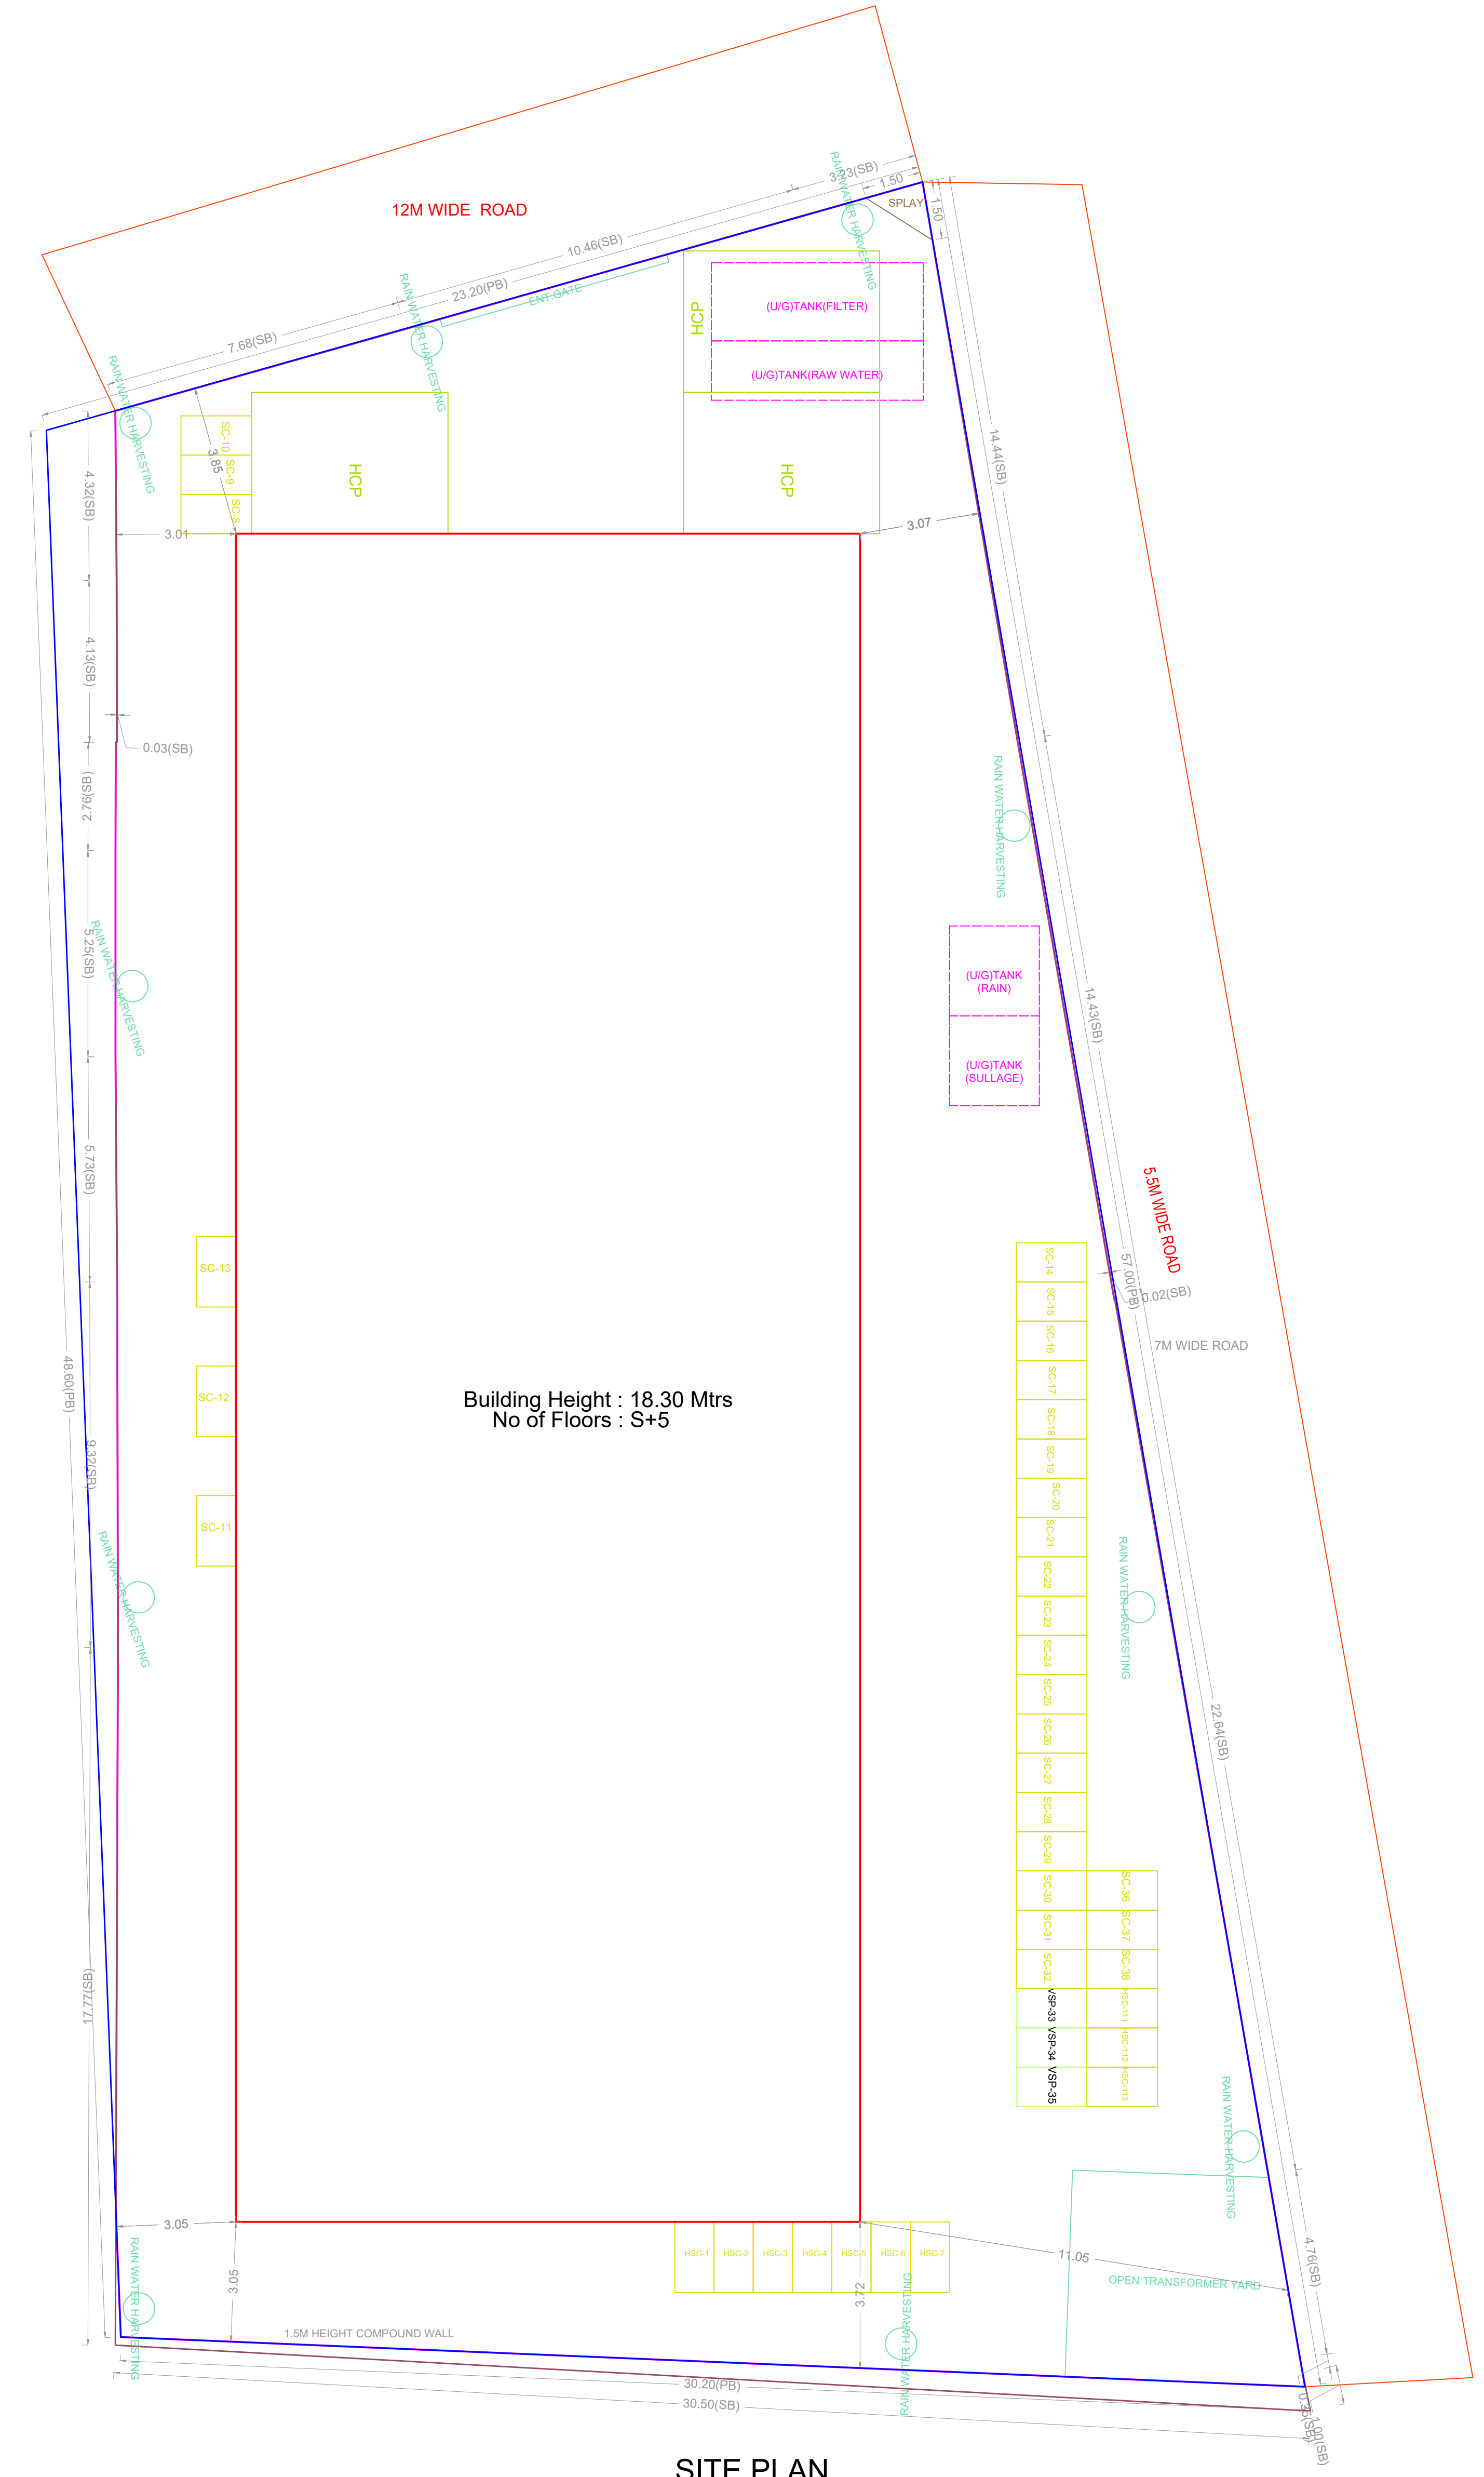 12M WIDE  ROAD
3.23(SB)
1.50
SPLAY
1.50
RAIN WATER HARVESTING
10.46(SB)
23.20(PB)
ENT.GATE
RAIN WATER HARVESTING
7.68(SB)
RAIN WATER HARVESTING
HCP
(U/G)TANK(FILTER)
(U/G)TANK(RAW WATER)
SC-10
SC-9
SC-8
3.85
HCP
HCP
14.44(SB)
4.32(SB)
3.01
3.07
4.13(SB)
0.03(SB)
2.76(SB)
RAIN WATER HARVESTING
5.25(SB)
RAIN WATER HARVESTING
(U/G)TANK
(RAIN)
14.43(SB)
(U/G)TANK
(SULLAGE)
5.73(SB)
5.5M WIDE ROAD
SC-13
SC-14
57.00(PB)
0.02(SB)
SC-15
SC-16
7M WIDE ROAD
48.60(PB)
SC-12
SC-17
Building Height : 18.30 Mtrs
No of Floors : S+5
SC-18
9.32(SB)
SC-19
SC-20
SC-11
SC-21
RAIN WATER HARVESTING
RAIN WATER HARVESTING
SC-22
SC-23
SC-24
SC-25
22.64(SB)
SC-26
SC-27
SC-28
SC-29
SC-30
SC-36
SC-31
SC-37
SC-32
SC-38
17.77(SB)
VSP-33
HSC-111
VSP-34
HSC-112
VSP-35
HSC-113
RAIN WATER HARVESTING
3.05
HSC-1
HSC-2
HSC-3
HSC-4
HSC-5
HSC-6
HSC-7
11.05
4.76(SB)
OPEN TRANSFORMER YARD
3.05
3.72
RAIN WATER HARVESTING
RAIN WATER HARVESTING
1.5M HEIGHT COMPOUND WALL
30.20(PB)
30.50(SB)
1.00(SB)
SITE PLAN